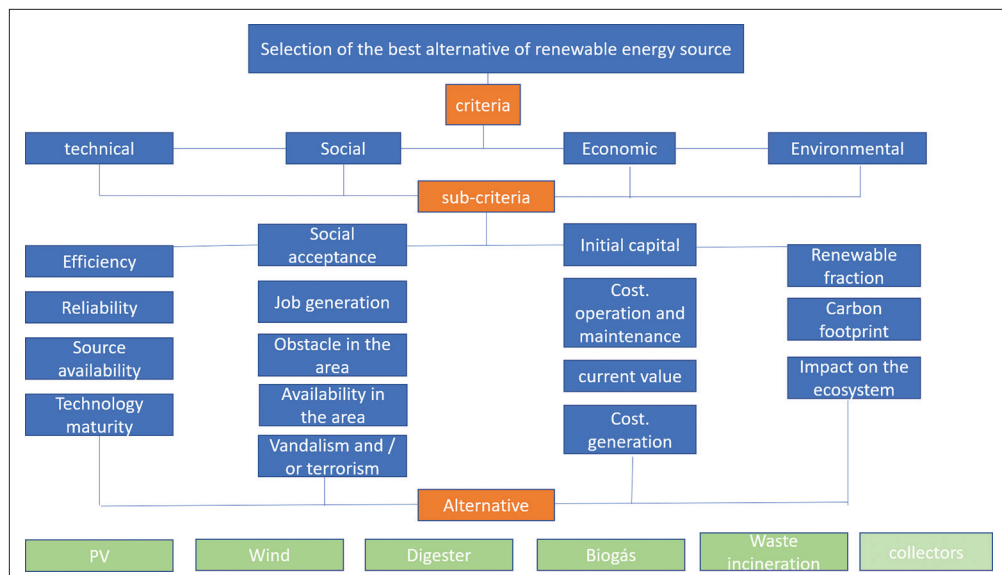 Selection of the best alternative of renewable energy source
criteria
technical
Social
Economic
Environmental
sub-criteria
Efficiency
Reliability
Source
availability
Technology
maturity
Social
acceptance
Job generation
Obstacle in the
area
Availability in
the area
Vandalism and /
or terrorism
Initial capital
Cost.
operation and
maintenance
current value
Cost.
generation
Renewable
fraction
Carbon
footprint
Impact on the
ecosystem
Alternative
PV
Wind
Digester
Biogás
Waste
incineration
collectors